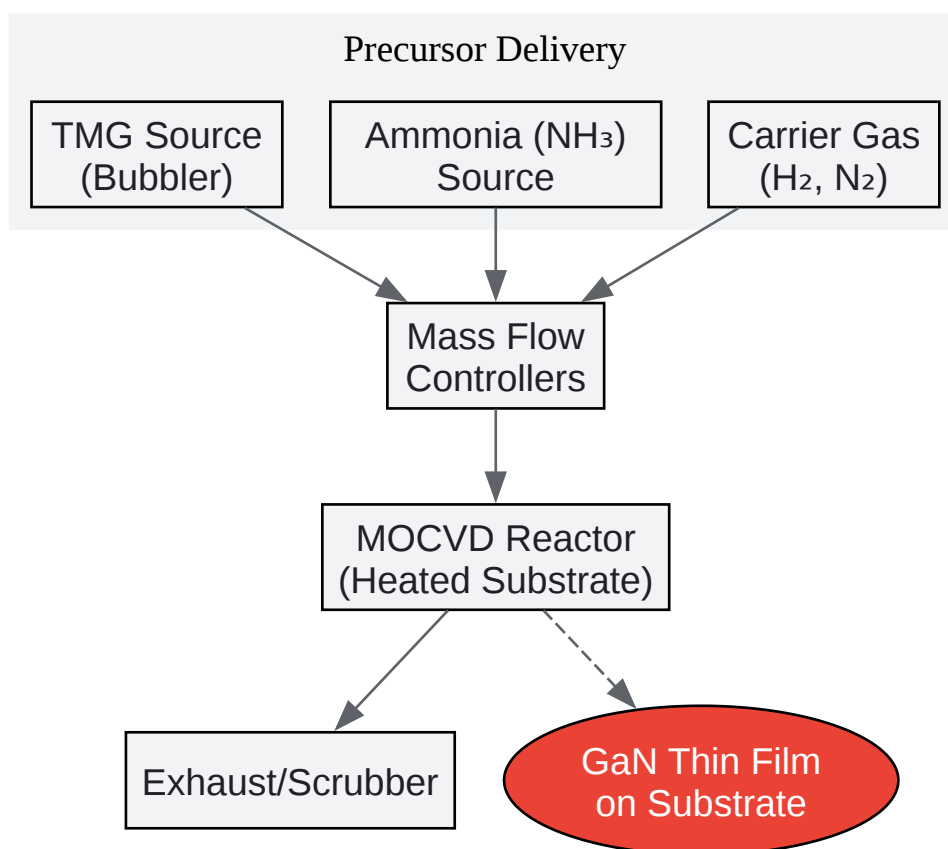 Precursor Delivery
TMG Source
(Bubbler)
Ammonia (NH₃)
Source
Carrier Gas
(H₂, N₂)
Mass Flow
Controllers
MOCVD Reactor
(Heated Substrate)
Exhaust/Scrubber
GaN Thin Film
on Substrate